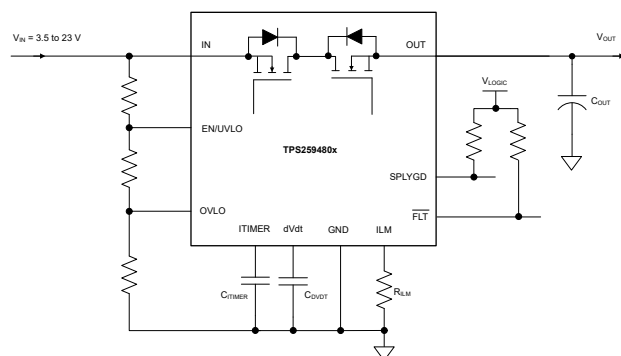 V_IN = 3.5 to 23 V
IN
OUT
V_OUT
V_LOGIC
C_OUT
EN/UVLO
TPS259480x
SPLYGD
OVLO
FLT
ITIMER
dVdt
GND
ILM
C_ITIMER
C_DVDT
R_ILM